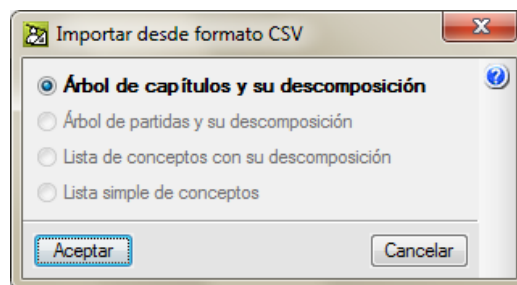 Importar desde formato CSV
Árbol de capítulos y su descomposición
Árbol de partidas y su descomposición
Lista de conceptos con su descomposición
Lista simple de conceptos
Aceptar
Cancelar